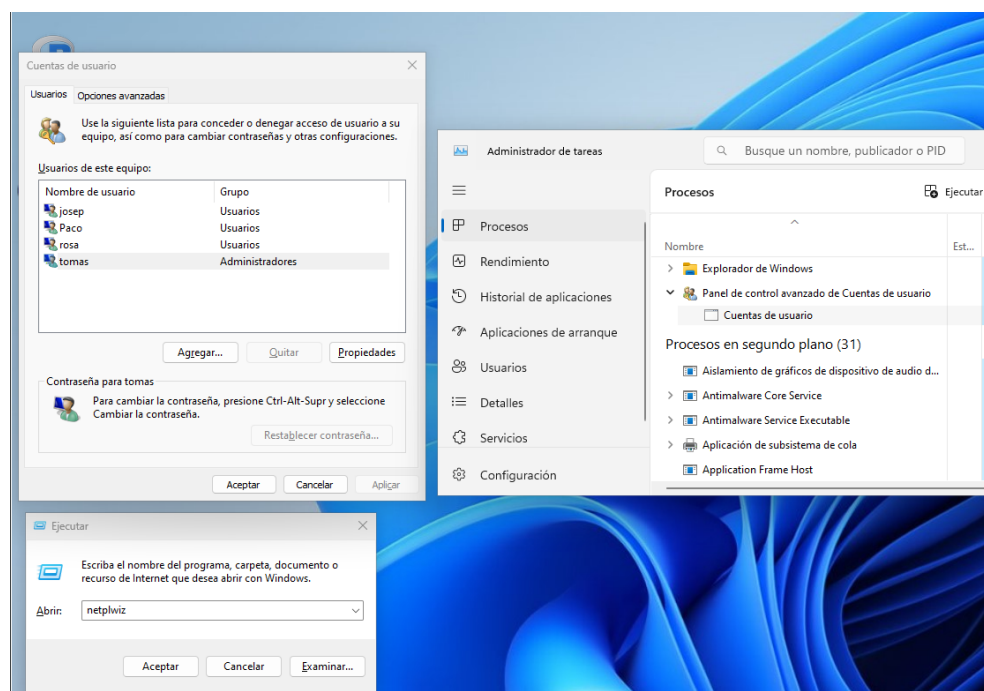 Cuentas de usuario
Usuarios
Opciones avanzadas
Use la siguiente lista para conceder o denegar acceso de usuario a su
equipo, así como para cambiar contraseñas y otras configuraciones.
Usuarios de este equipo:
Nombre de usuario Grupo
josep Usuarios
Paco Usuarios
rosa Usuarios
tomas Administradores
Agregar... Quitar Propiedades
Contraseña para tomas
Para cambiar la contraseña, presione Ctrl-Alt-Supr y seleccione
Cambiar la contraseña.
Restablecer contraseña...
Aceptar Cancelar Aplicar
Administrador de tareas
Busque un nombre, publicador o PID
Procesos
Rendimiento
Historial de aplicaciones
Aplicaciones de arranque
Usuarios
Detalles
Servicios
Configuración
Procesos Ejecutar
Nombre Est...
Explorador de Windows
Panel de control avanzado de Cuentas de usuario
Cuentas de usuario
Procesos en segundo plano (31)
Aislamiento de gráficos de dispositivo de audio d...
Antimalware Core Service
Antimalware Service Executable
Aplicación de subsistema de cola
Application Frame Host
Ejecutar
Escriba el nombre del programa, carpeta, documento o
recurso de Internet que desea abrir con Windows.
Abrir: netplwiz
Aceptar Cancelar Examinar...